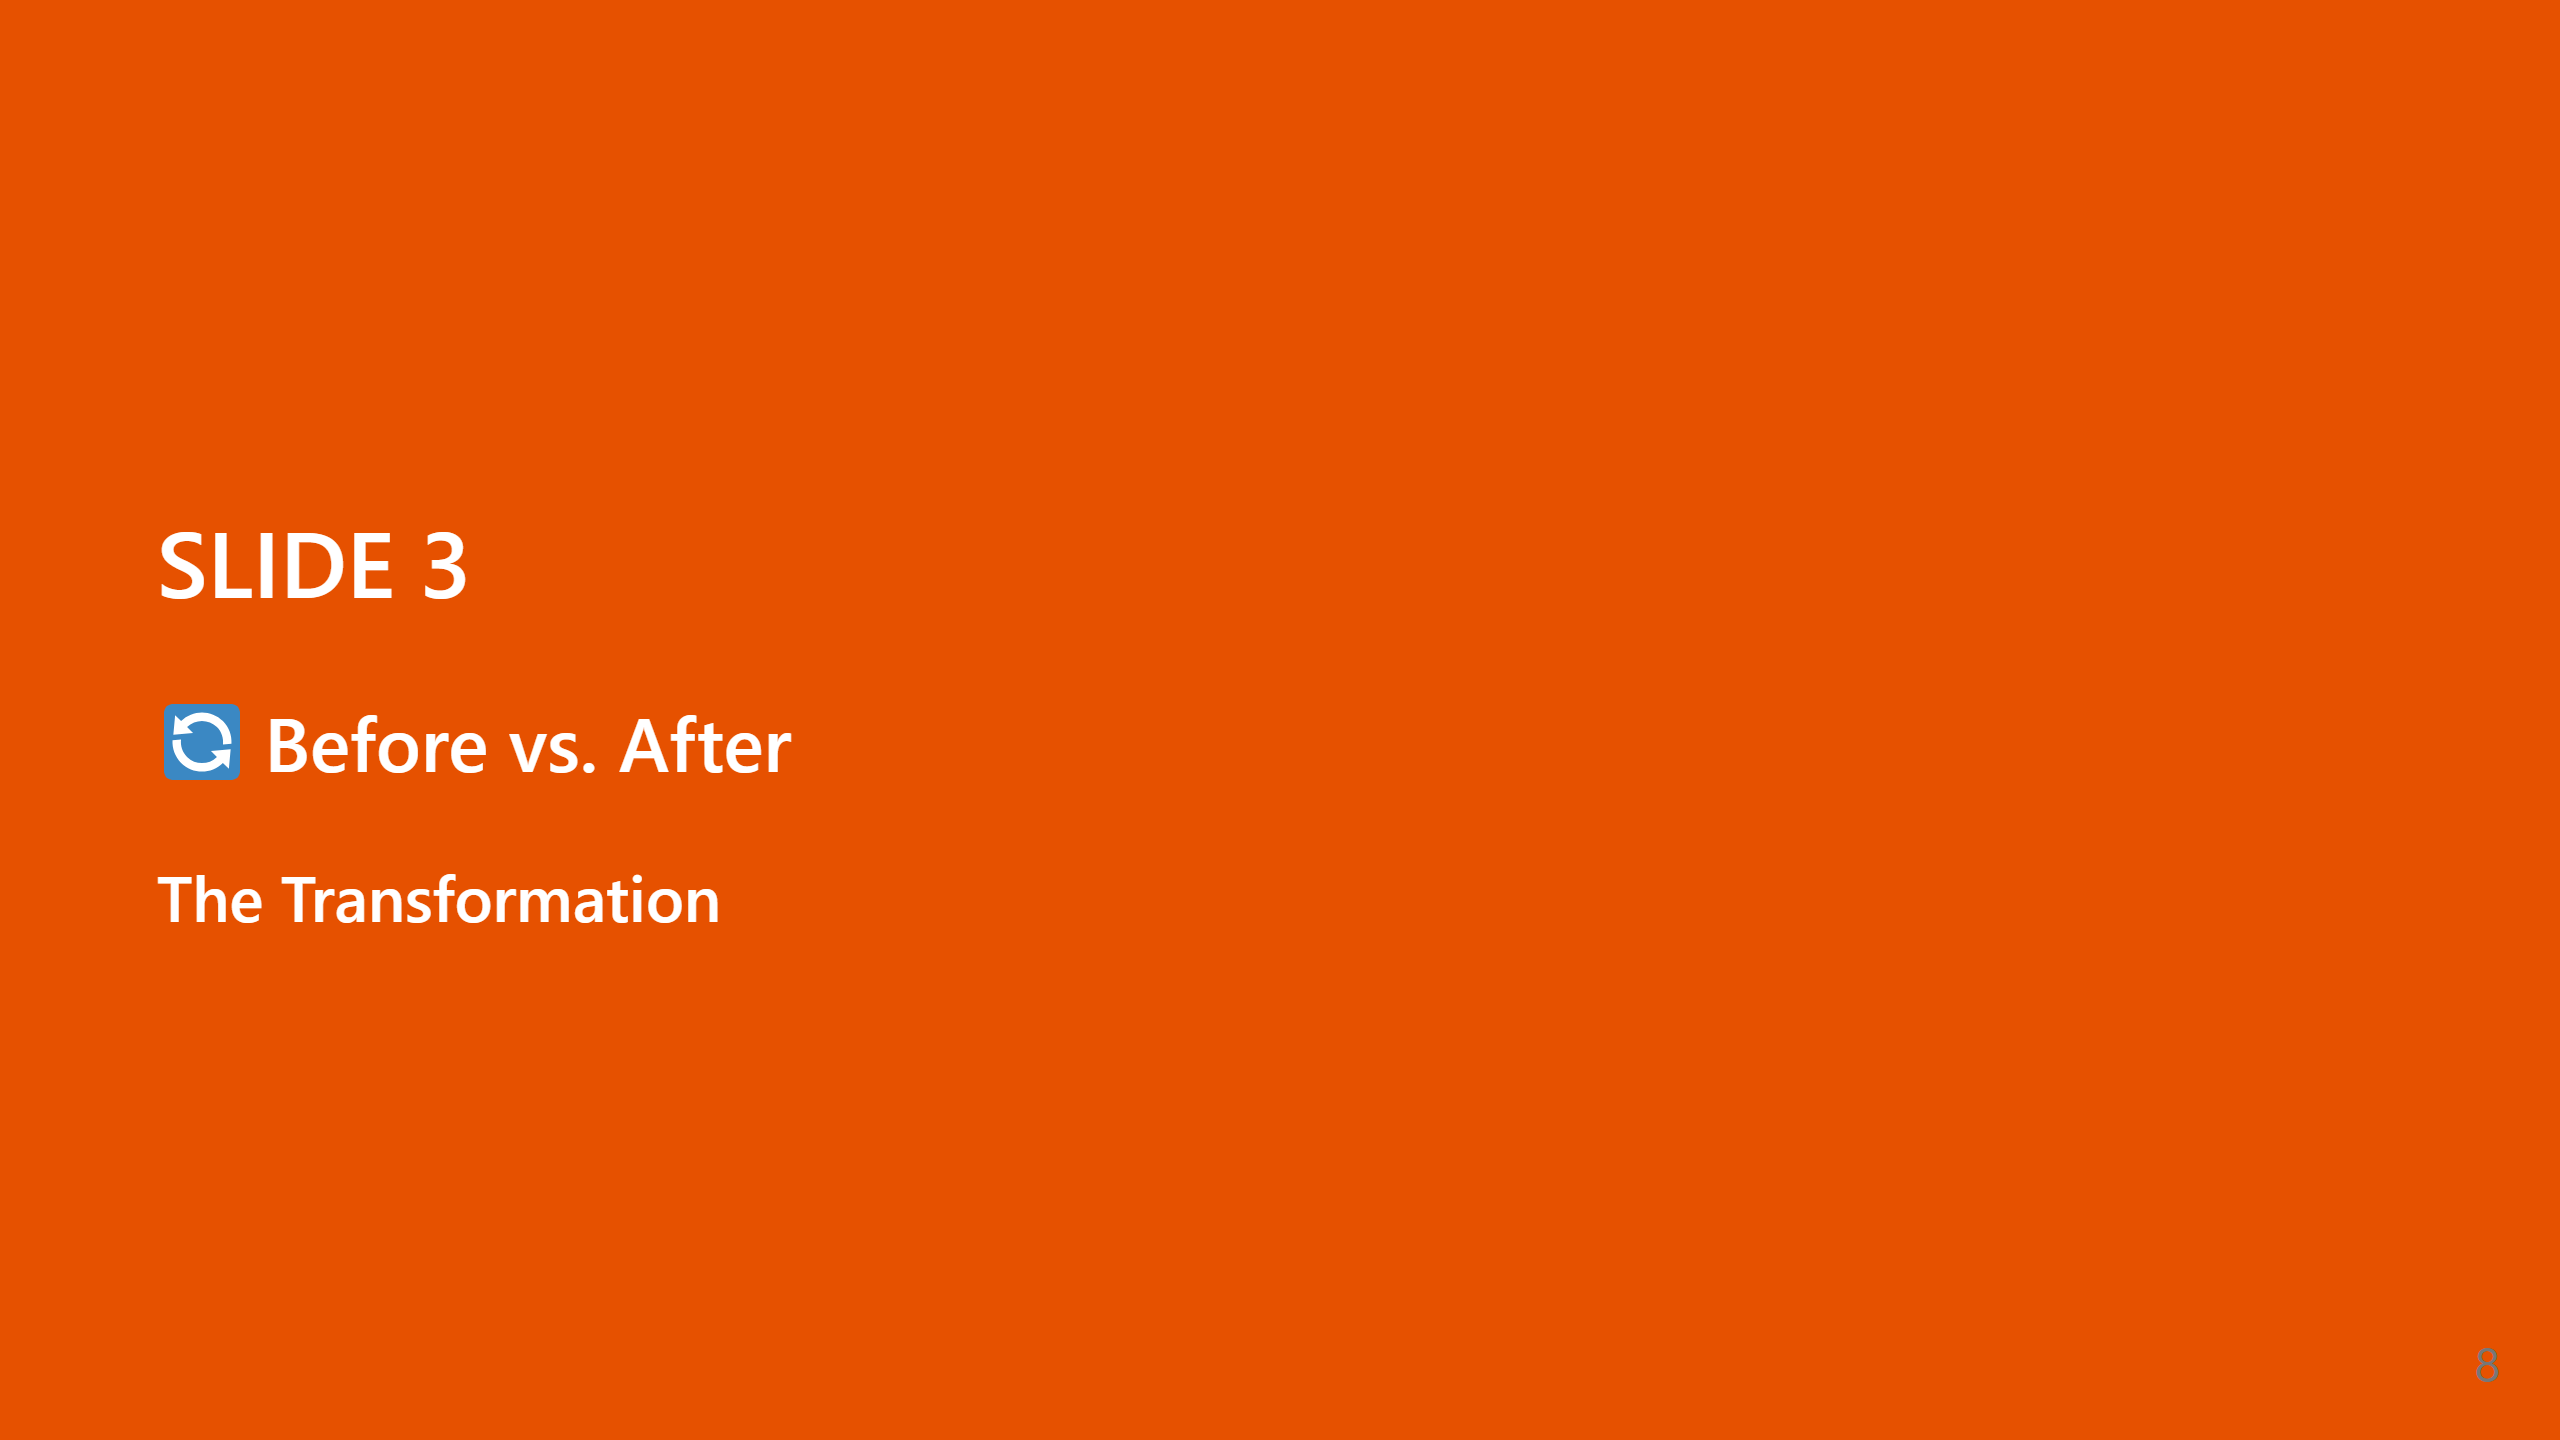 SLIDE 3
🔄 Before vs. After
The Transformation
8